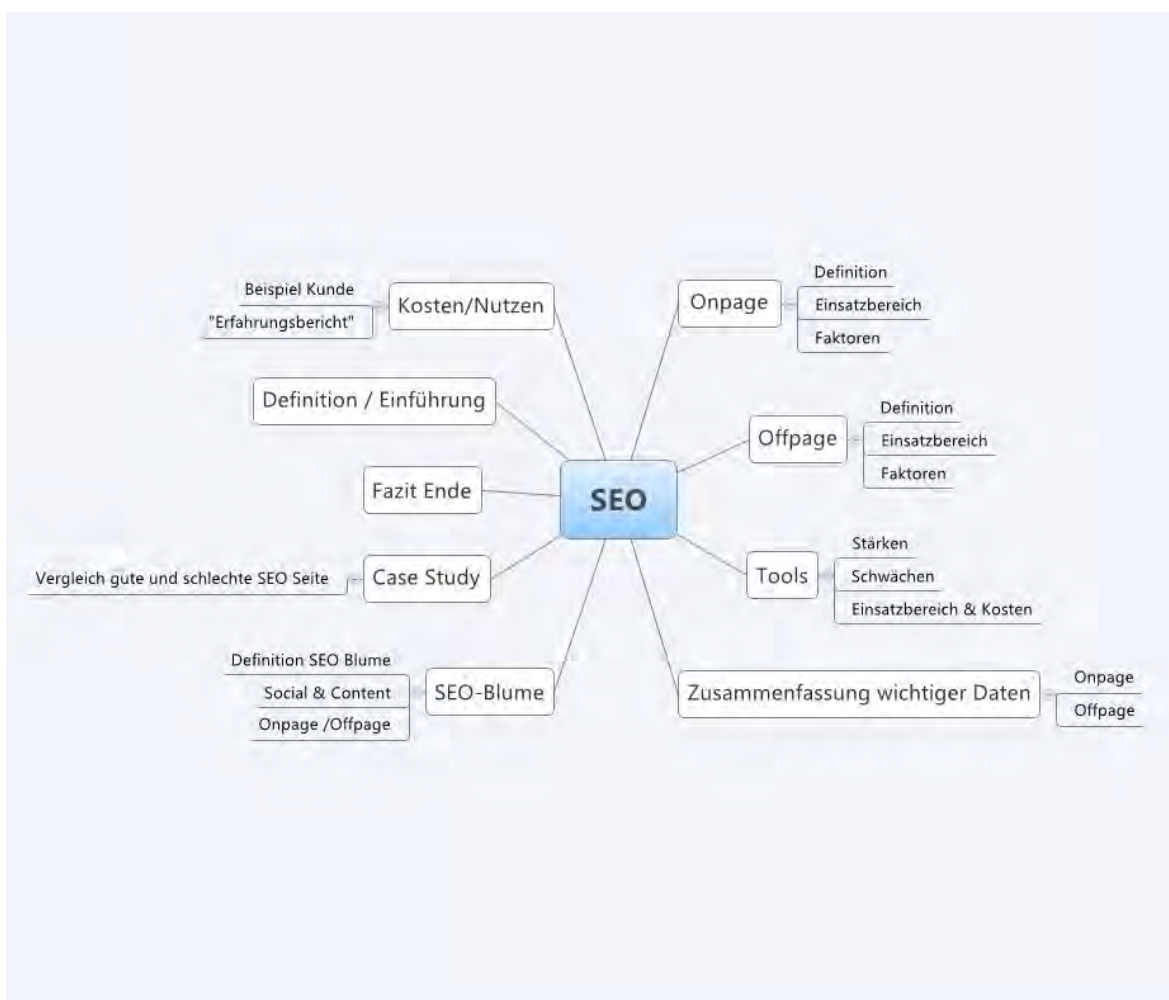 Beispiel Kunde
"Erfahrungsbericht"
Kosten/Nutzen
Definition / Einführung
Fazit Ende
Vergleich gute und schlechte SEO Seite
Case Study
Definition SEO Blume
Social & Content
Onpage /Offpage
SEO-Blume
SEO
Onpage
Definition
Einsatzbereich
Faktoren
Offpage
Definition
Einsatzbereich
Faktoren
Tools
Stärken
Schwächen
Einsatzbereich & Kosten
Zusammenfassung wichtiger Daten
Onpage
Offpage